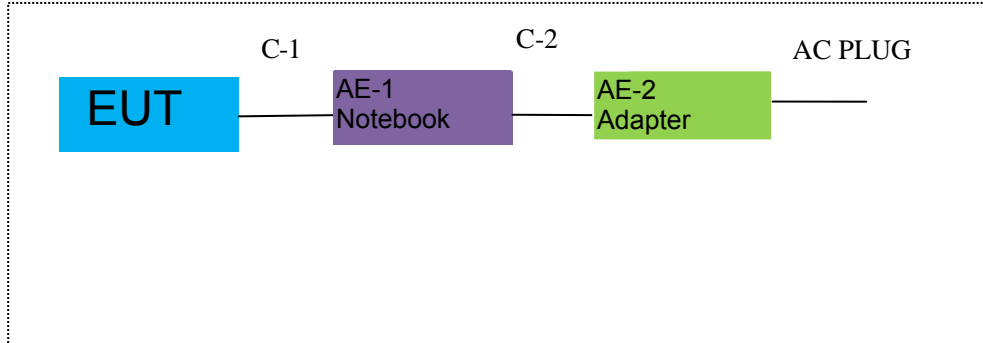 C-1
C-2
AC PLUG
EUT
AE-1
Notebook
AE-2
Adapter